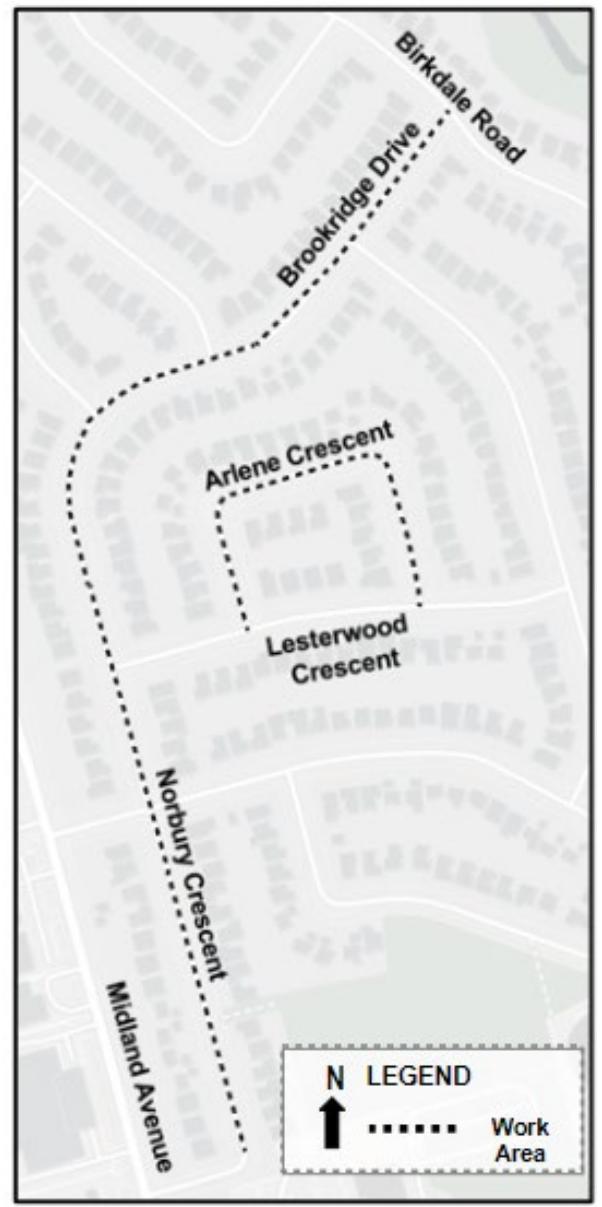 Birkdale Road
Brookridge Drive
Arlene Crescent
Lesterwood
Crescent
Norbury Crescent
Midland Avenue
N LEGEND
Work
Area